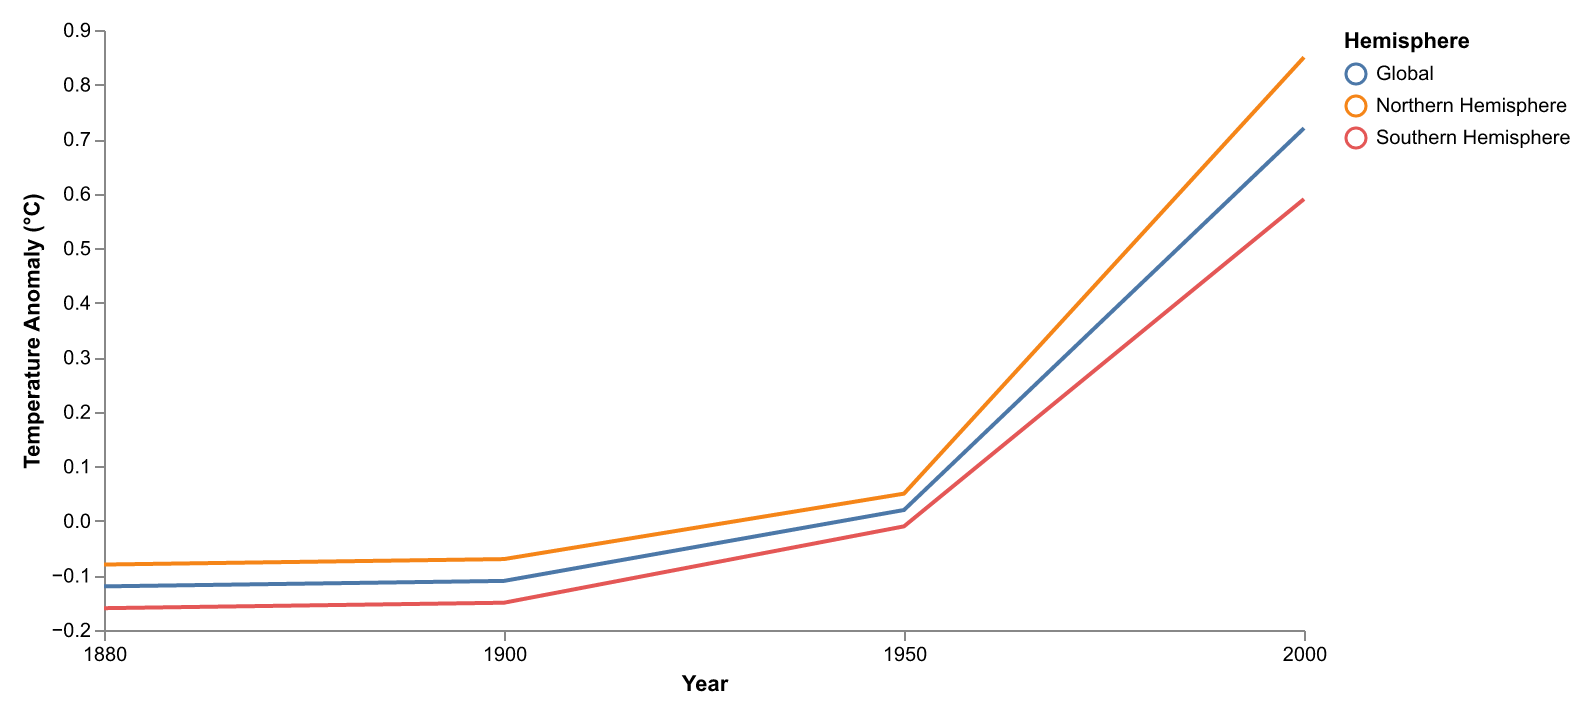 0.9
0.8
0.7
0.6
0.5
0.4
0.3
0.2
0.1
0.0
−0.1
−0.2
Temperature Anomaly (°C)
1880 1900 1950 2000
Year
Hemisphere
Global
Northern Hemisphere
Southern Hemisphere